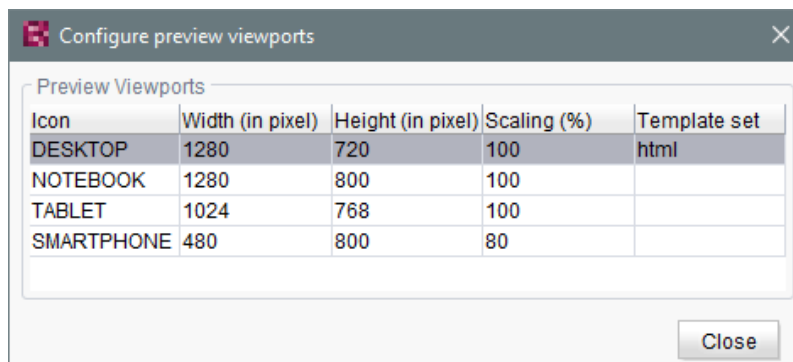 Configure preview viewports
Preview Viewports
Icon Width (in pixel) Height (in pixel) Scaling (%) Template set
DESKTOP 1280 720 100 html
NOTEBOOK 1280 800 100
TABLET 1024 768 100
SMARTPHONE 480 800 80
Close